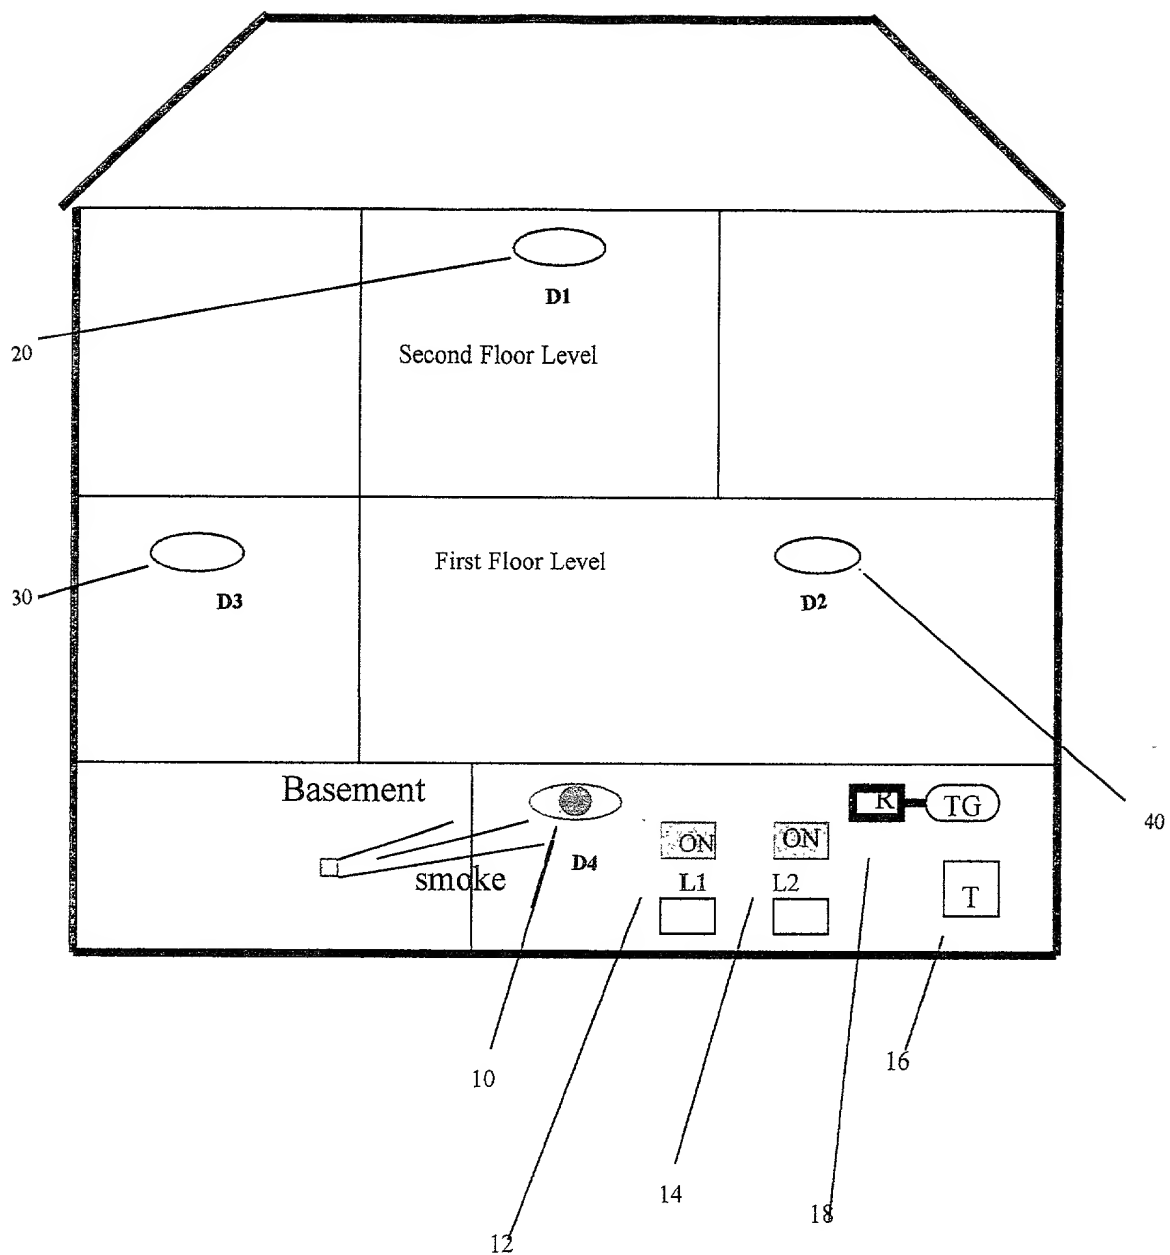 D1
20
Second Floor Level
First Floor Level
30
D3
D2
Basement
R
TG
40
ON
ON
D4
smoke
L1
L2
T
10
16
14
18
12